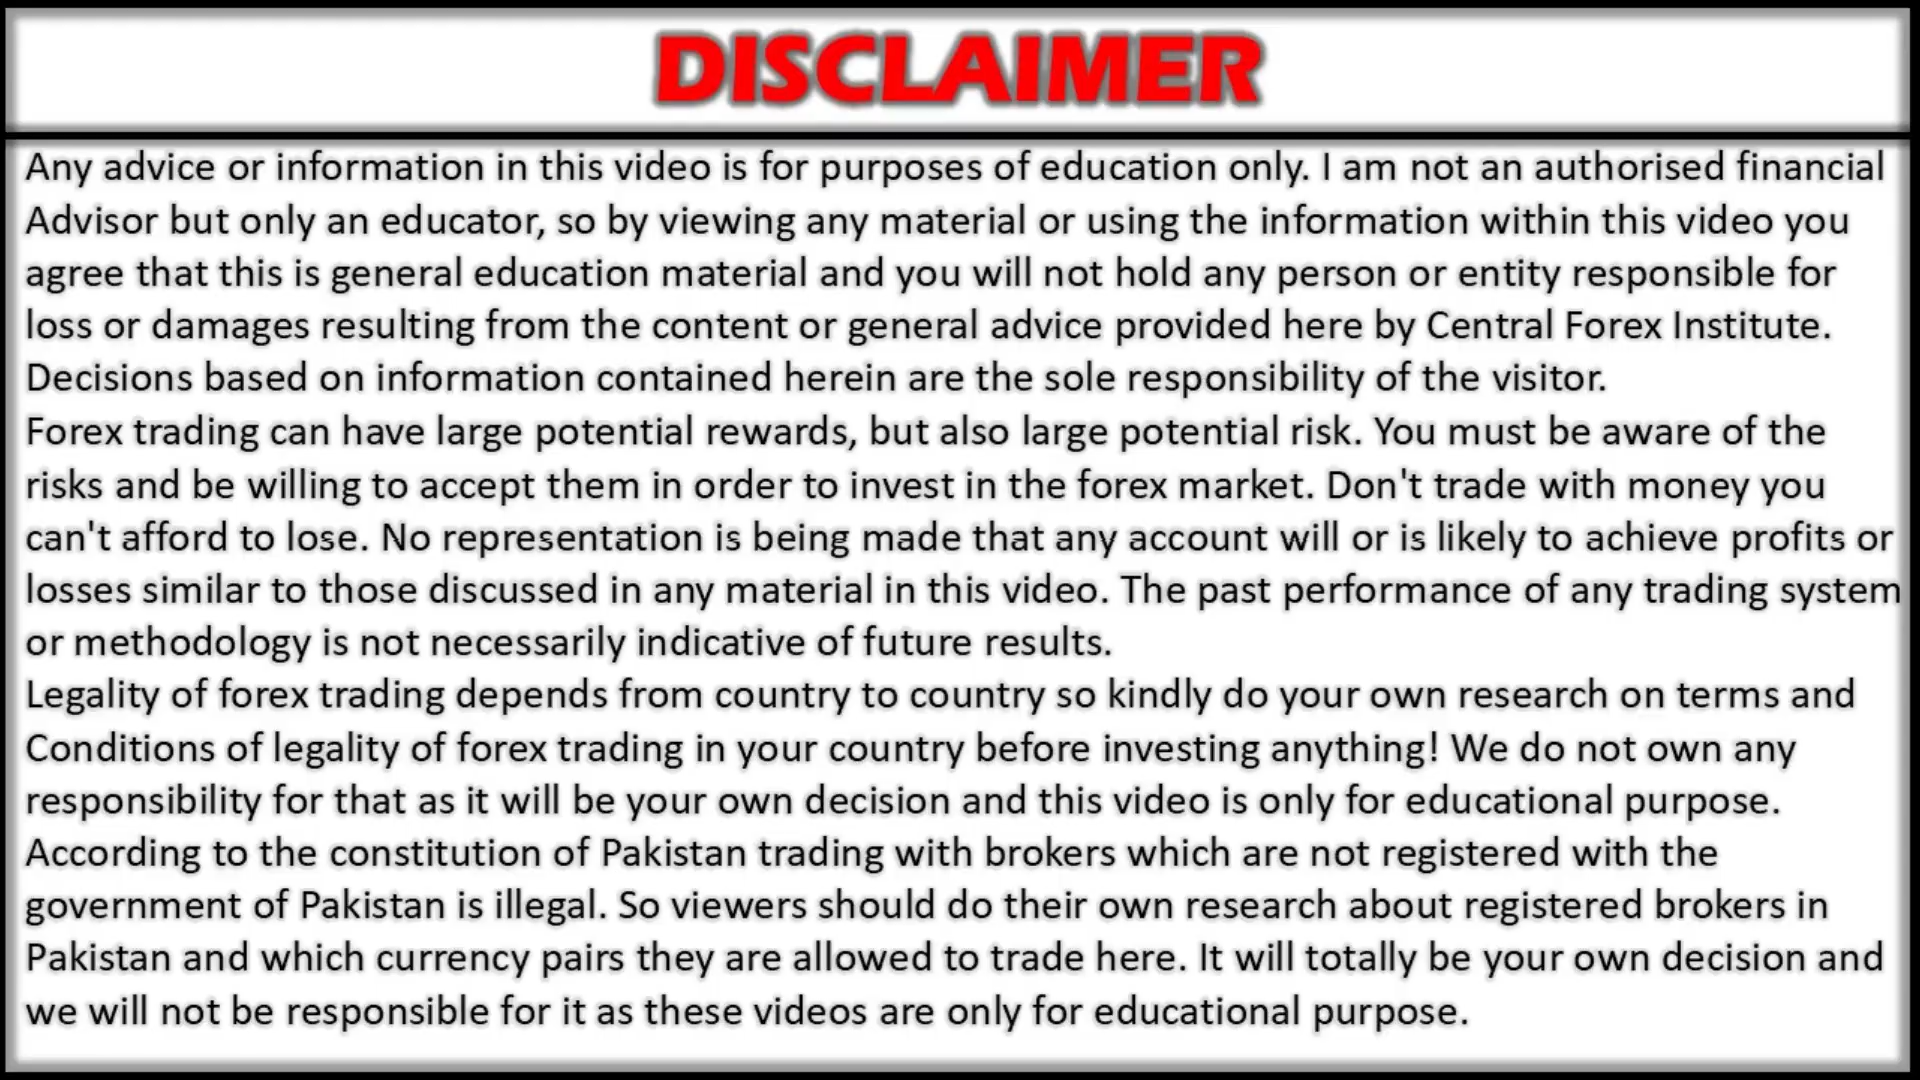 DISCLAIMER
Any advice or information in this video is for purposes of education only. I am not an authorised financial
Advisor but only an educator, so by viewing any material or using the information within this video you
agree that this is general education material and you will not hold any person or entity responsible for
loss or damages resulting from the content or general advice provided here by Central Forex Institute.
Decisions based on information contained herein are the sole responsibility of the visitor.
Forex trading can have large potential rewards, but also large potential risk. You must be aware of the
risks and be willing to accept them in order to invest in the forex market. Don't trade with money you
can't afford to lose. No representation is being made that any account will or is likely to achieve profits or
losses similar to those discussed in any material in this video. The past performance of any trading system
or methodology is not necessarily indicative of future results.
Legality of forex trading depends from country to country so kindly do your own research on terms and
Conditions of legality of forex trading in your country before investing anything! We do not own any
responsibility for that as it will be your own decision and this video is only for educational purpose.
According to the constitution of Pakistan trading with brokers which are not registered with the
government of Pakistan is illegal. So viewers should do their own research about registered brokers in
Pakistan and which currency pairs they are allowed to trade here. It will totally be your own decision and
we will not be responsible for it as these videos are only for educational purpose.